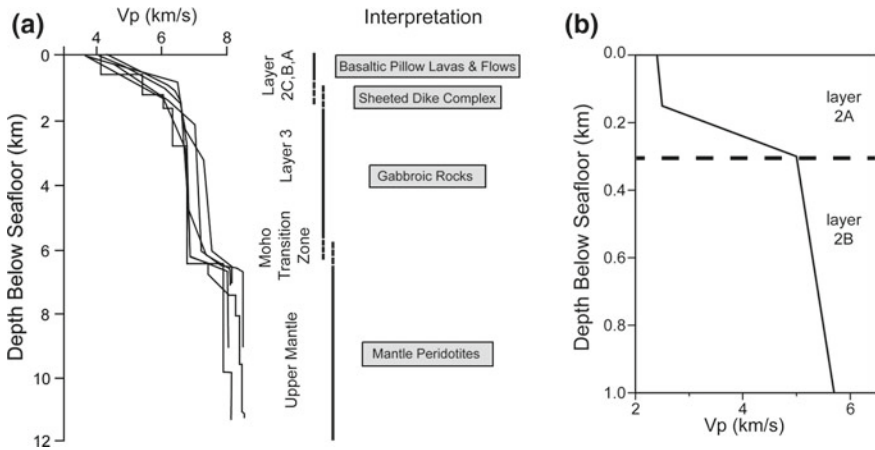 (a)
Vp (km/s)
4 6 8
Depth Below Seafloor (km)
0
2
4
6
8
10
12
Interpretation
Layer
2C,B,A
Layer 3
Moho
Transition
Zone
Upper Mantle
Basaltic Pillow Lavas & Flows
Sheeted Dike Complex
Gabbroic Rocks
Mantle Peridotites
(b)
Depth Below Seafloor (km)
0.0
0.2
0.4
0.6
0.8
1.0
layer
2A
layer
2B
2 4 6
Vp (km/s)